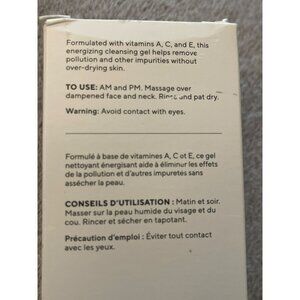 Formulated with vitamins A, C, and E, this
energizing cleansing gel helps remove
pollution and other impurities without
over-drying skin.
TO USE: AM and PM. Massage over
dampened face and neck. Rinse and pat dry.
Warning: Avoid contact with eyes.
Formulé à base de vitamines A, C et E, ce gel
nettoyant énergisant aide à éliminer les effets
de la pollution et d'autres impuretés sans
assécher la peau.
CONSEILS D'UTILISATION : Matin et soir.
Masser sur la peau humide du visage et du
cou. Rincer et sécher en tapotant.
Précaution d'emploi : Éviter tout contact
avec les yeux.